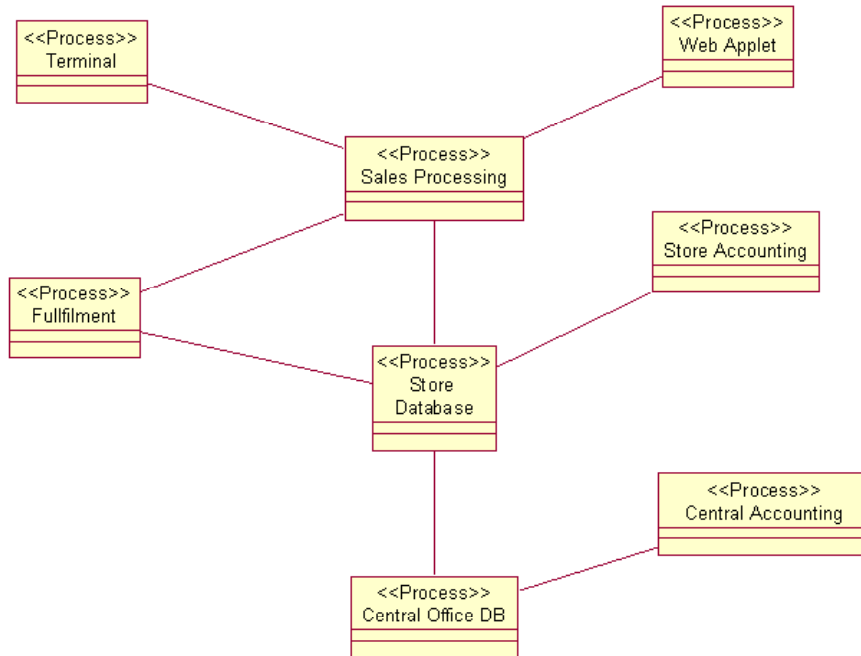 <<Process>>
Terminal
<<Process>>
Web Applet
<<Process>>
Sales Processing
<<Process>>
Store Accounting
<<Process>>
Fullfilment
<<Process>>
Store
Database
<<Process>>
Central Accounting
<<Process>>
Central Office DB